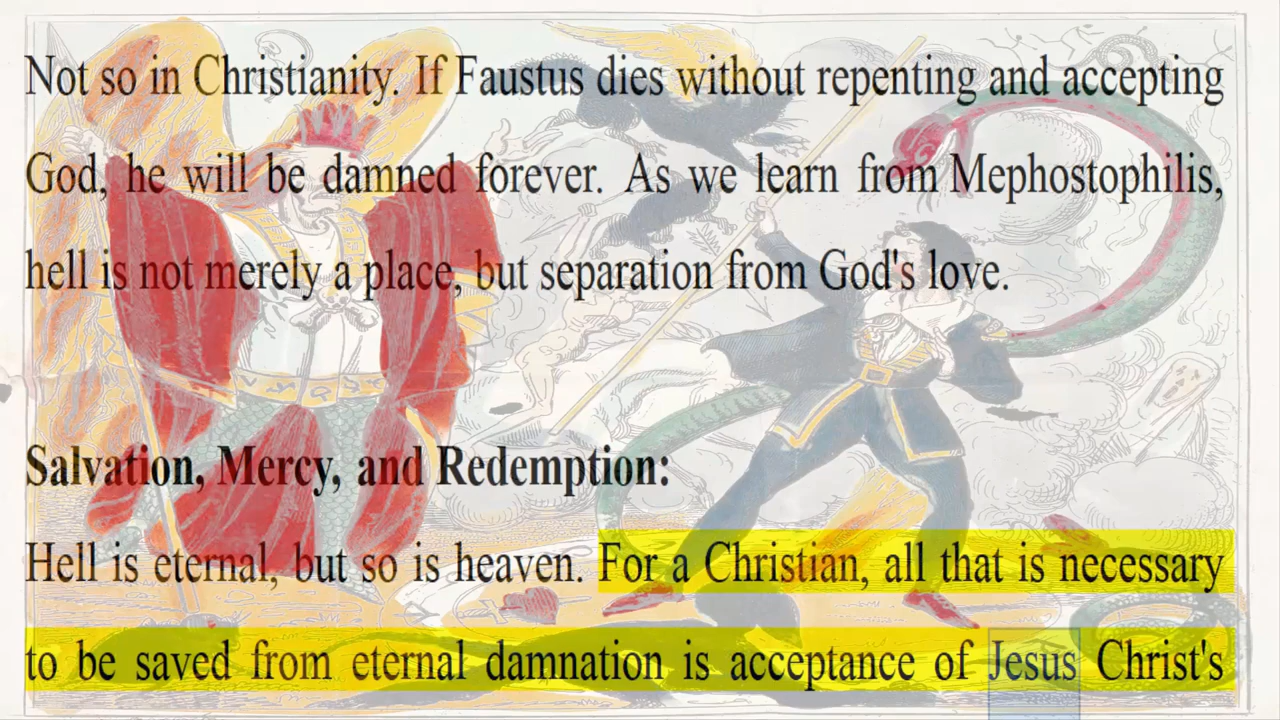 Not so in Christianity. If Faustus dies without repenting and accepting
God, he will be damned forever. As we learn from Mephostophilis,
hell is not merely a place, but separation from God's love.
Salvation, Mercy, and Redemption:
Hell is eternal, but so is heaven. For a Christian, all that is necessary
to be saved from eternal damnation is acceptance of Jesus Christ's